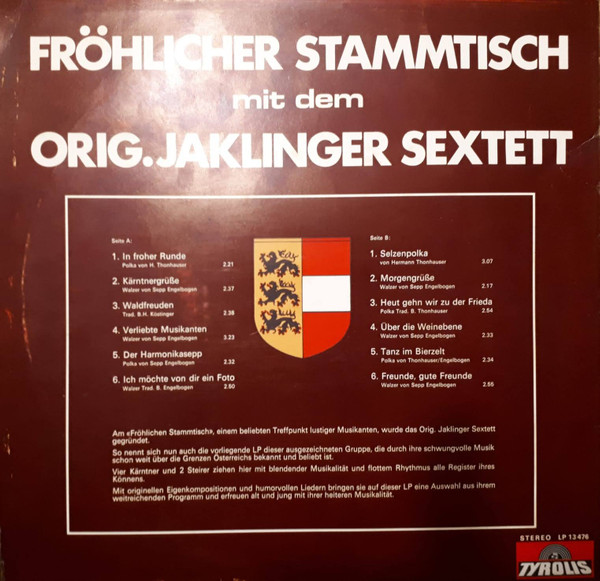 FRÖHLICHER STAMMTISCH
mit dem
ORIG. JAKLINGER SEXTETT
Seite A:
1. In froher Runde
Polka von H. Thonhauser 2.21
2. Kärntnergrüße
Walzer von Sepp Engelbogen 2.37
3. Waldfreuden
Trad. B.H. Köstinger 2.36
4. Verliebte Musikanten
Walzer von Sepp Engelbogen 3.23
5. Der Harmonikasepp
Polka von Sepp Engelbogen 2.32
6. Ich möchte von dir ein Foto
Walzer Trad. B. Engelbogen 2.50
Seite B:
1. Selzenpolka
von Hermann Thonhauser 3.07
2. Morgengrüße
Walzer von Sepp Engelbogen 2.17
3. Heut gehn wir zu der Frieda
Polka Trad. B. Thonhauser 2.54
4. Über die Weinebene
Walzer von Sepp Engelbogen 2.33
5. Tanz im Bierzelt
Polka von Thonhauser/Engelbogen 2.34
6. Freunde, gute Freunde
Walzer von Sepp Engelbogen 2.55
Am «Fröhlichen Stammtisch», einem beliebten Treffpunkt lustiger Musikanten, wurde das Orig. Jaklinger Sextett
gegründet.
So nennt sich nun auch die vorliegende LP dieser ausgezeichneten Gruppe, die durch ihre schwungvolle Musik
schon weit über die Grenzen Österreichs bekannt und beliebt ist.
Vier Kärntner und 2 Steirer ziehen hier mit blendender Musikalität und flottem Rhythmus alle Register ihres
Könnens.
Mit originellen Eigenkompositionen und humorvollen Liedern bringen sie auf dieser LP eine Auswahl aus ihrem
weitreichenden Programm und erfreuen alt und jung mit ihrer heiteren Musikalität.
STEREO LP 13476
TYROLIS